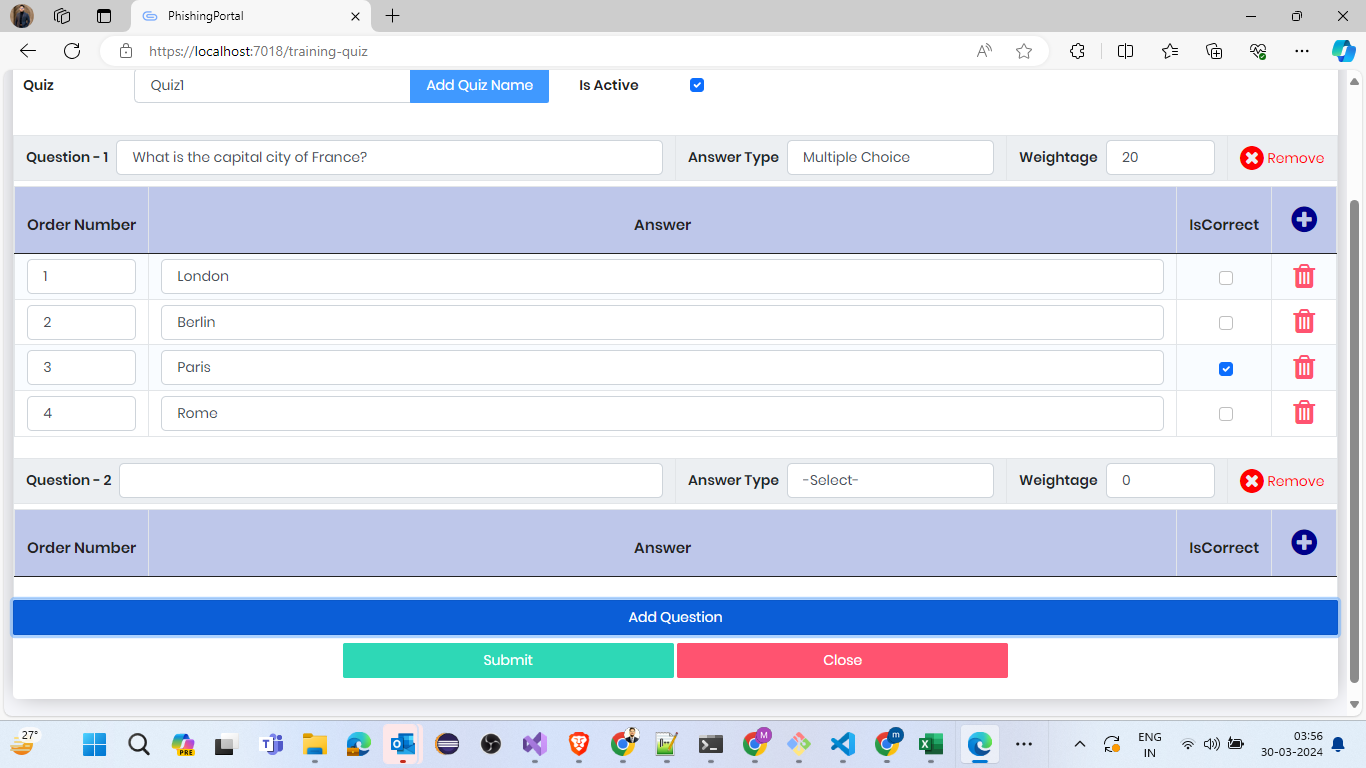 PhishingPortal
https://localhost:7018/training-quiz
Quiz Quiz1 Add Quiz Name Is Active
Question - 1 What is the capital city of France? Answer Type Multiple Choice Weightage 20 Remove
Order Number Answer IsCorrect
1 London
2 Berlin
3 Paris
4 Rome
Question - 2 Answer Type -Select- Weightage 0 Remove
Order Number Answer IsCorrect
Add Question
Submit Close
27°
PRE
M
m
ENG
IN
03:56
30-03-2024